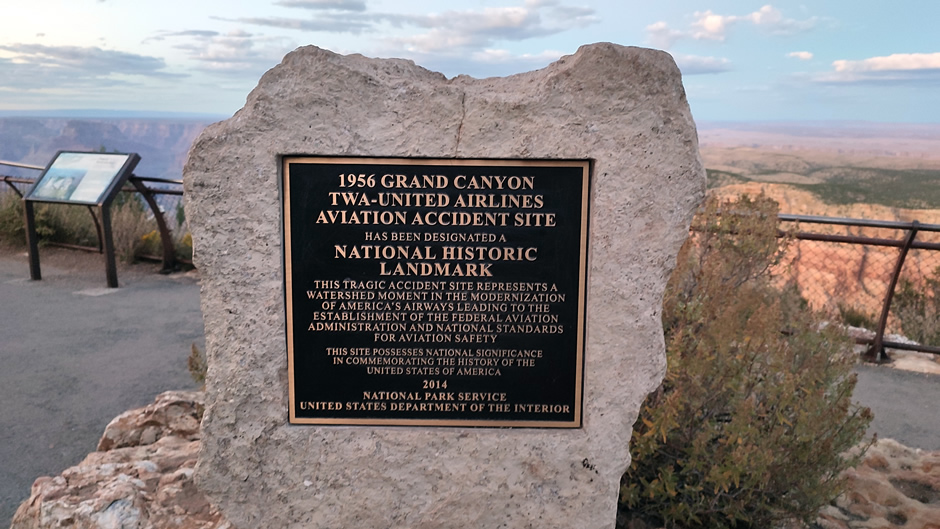 1956 GRAND CANYON
TWA-UNITED AIRLINES
AVIATION ACCIDENT SITE
HAS BEEN DESIGNATED A
NATIONAL HISTORIC
LANDMARK
THIS TRAGIC ACCIDENT SITE REPRESENTS A
WATERSHED MOMENT IN THE MODERNIZATION
OF AMERICA'S AIRWAYS LEADING TO THE
ESTABLISHMENT OF THE FEDERAL AVIATION
ADMINISTRATION AND NATIONAL STANDARDS
FOR AVIATION SAFETY
THIS SITE POSSESSES NATIONAL SIGNIFICANCE
IN COMMEMORATING THE HISTORY OF THE
UNITED STATES OF AMERICA
2014
NATIONAL PARK SERVICE
UNITED STATES DEPARTMENT OF THE INTERIOR